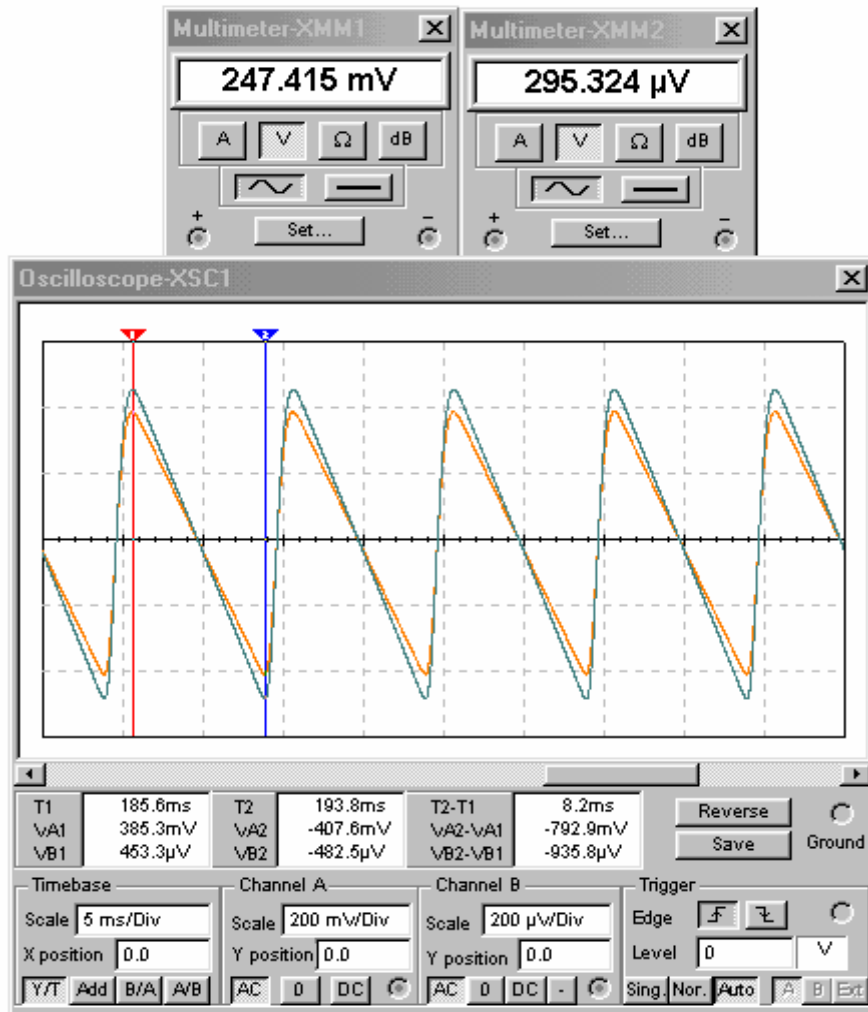 Multimeter-XMM1
247.415 mV
A V Ω dB
+ Set... -
Multimeter-XMM2
295.324 µV
A V Ω dB
+ Set... -
Oscilloscope-XSC1
1 2
T1 185.6ms T2 193.8ms T2-T1 8.2ms Reverse
VA1 385.3mV VA2 -407.6mV VA2-VA1 -792.9mV Save Ground
VB1 453.3µV VB2 -482.5µV VB2-VB1 -935.8µV
Timebase Channel A Channel B Trigger
Scale 5 ms/Div Scale 200 mV/Div Scale 200 µV/Div Edge
X position 0.0 Y position 0.0 Y position 0.0 Level 0 V
Y/T Add B/A A/B AC 0 DC AC 0 DC - Sing. Nor. Auto A B Ext